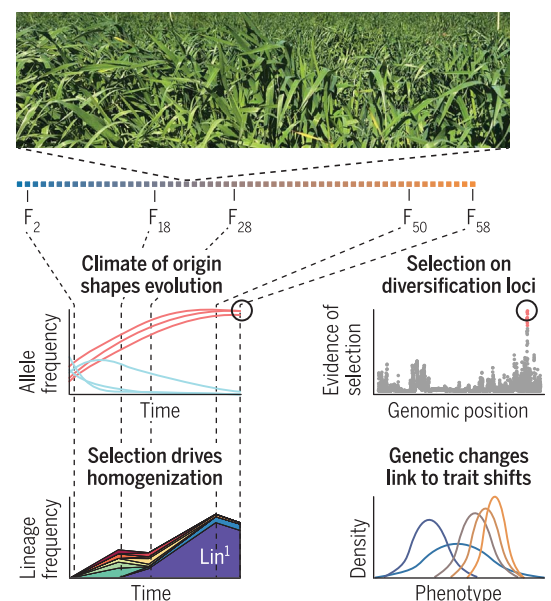 F2 F18 F28 F50 F58
Climate of origin
shapes evolution
Allele
frequency
Time
Selection on
diversification loci
Evidence of
selection
Genomic position
Selection drives
homogenization
Lineage
frequency
Lin1
Time
Genetic changes
link to trait shifts
Density
Phenotype